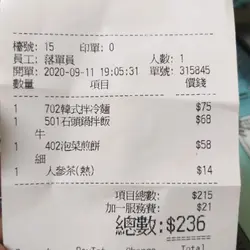 檯號: 15 印單: 0
員工: 落單員 人數: 1
開單: 2020-09-11 19:05:31 單號: 315845
數量 項目 價錢
1 702韓式拌冷麵 $75
1 501石頭鍋拌飯 $68
牛
1 402泡菜煎餅 $58
細
1 人參茶(熱) $14
項目總數: $215
加一服務費: $21
總數: $236